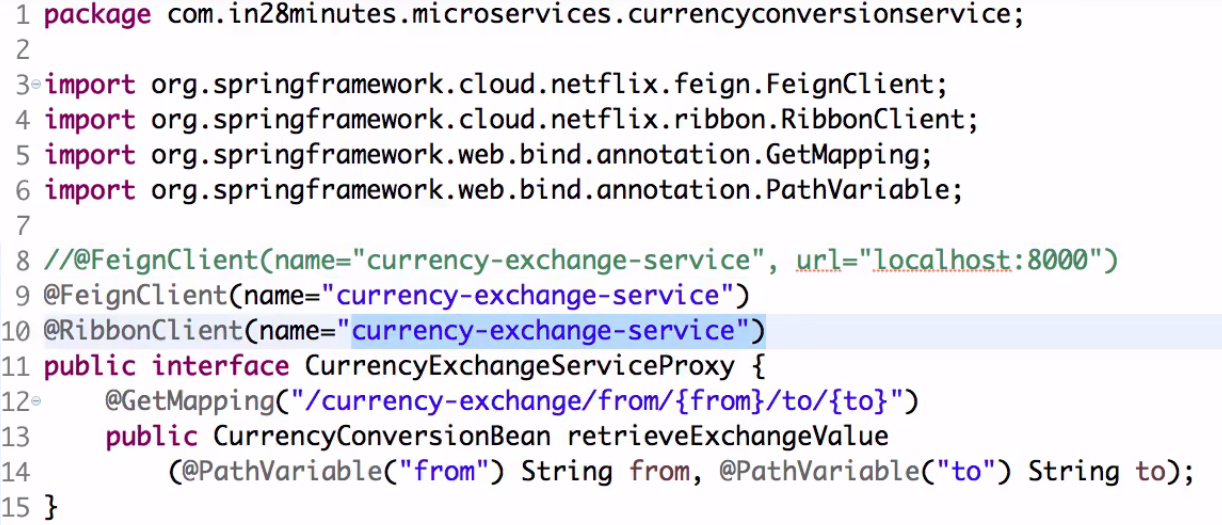 1 package com.in28minutes.microservices.currencyconversionservice;
2
3 import org.springframework.cloud.netflix.feign.FeignClient;
4 import org.springframework.cloud.netflix.ribbon.RibbonClient;
5 import org.springframework.web.bind.annotation.GetMapping;
6 import org.springframework.web.bind.annotation.PathVariable;
7
8 //@FeignClient(name="currency-exchange-service", url="localhost:8000")
9 @FeignClient(name="currency-exchange-service")
10 @RibbonClient(name="currency-exchange-service")
11 public interface CurrencyExchangeServiceProxy {
12     @GetMapping("/currency-exchange/from/{from}/to/{to}")
13     public CurrencyConversionBean retrieveExchangeValue
14         (@PathVariable("from") String from, @PathVariable("to") String to);
15 }